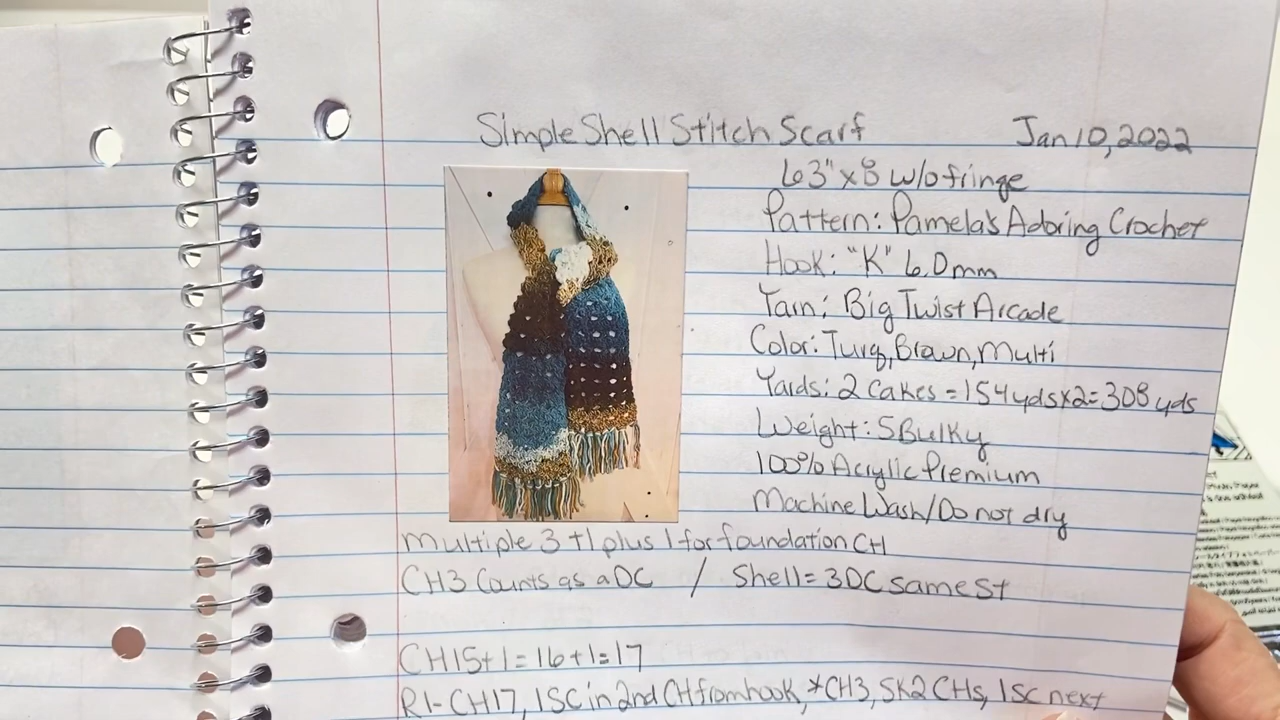 Simple Shell Stitch Scarf Jan 10, 2022
63" x 8 w/o fringe
Pattern: Pamela's Adoring Crochet
Hook: "K" 6.0mm
Yarn: Big Twist Arcade
Color: Turq, Brown, Multi
Yards: 2 cakes = 154yds x 2 = 308 yds
Weight: 5 Bulky
100% Acrylic Premium
Machine Wash/Do not dry
Multiple 3 +1 plus 1 for foundation CH
CH3 Counts as a DC / Shell = 3DC same St
CH15+1=16+1=17
R1- CH17, 1SC in 2nd CH from hook, *CH3, SK2 CHs, 1SC next